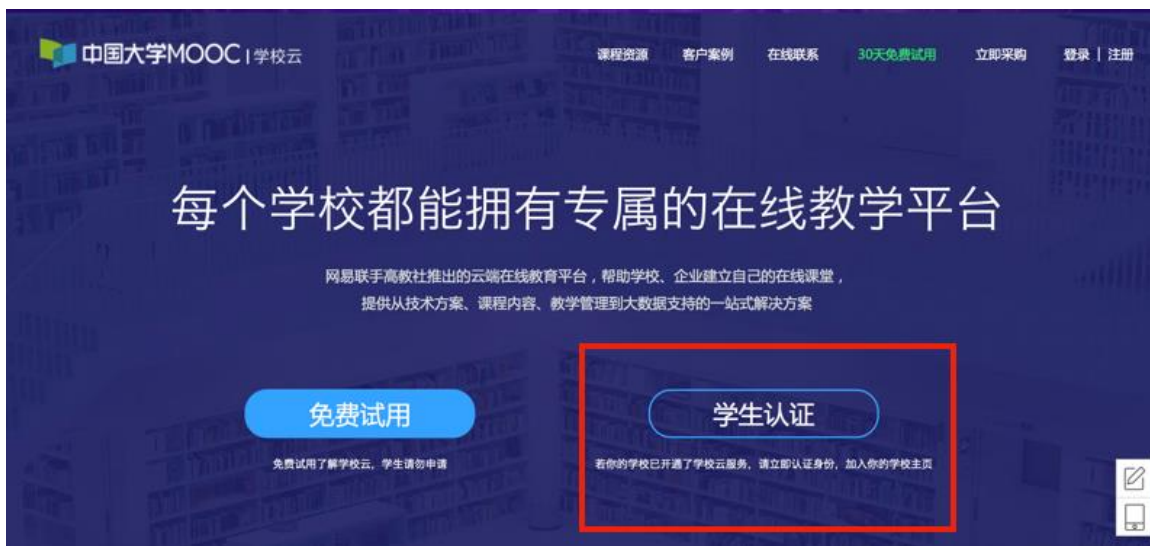 中国大学MOOC | 学校云
课程资源 客户案例 在线联系 30天免费试用 立即采购 登录 | 注册
每个学校都能拥有专属的在线教学平台
网易联手高教社推出的云端在线教育平台，帮助学校、企业建立自己的在线课堂，
提供从技术方案、课程内容、教学管理到大数据支持的一站式解决方案
免费试用 学生认证
免费试用了解学校云，学生请勿申请 若你的学校已开通了学校云服务，请立即认证身份，加入你的学校主页